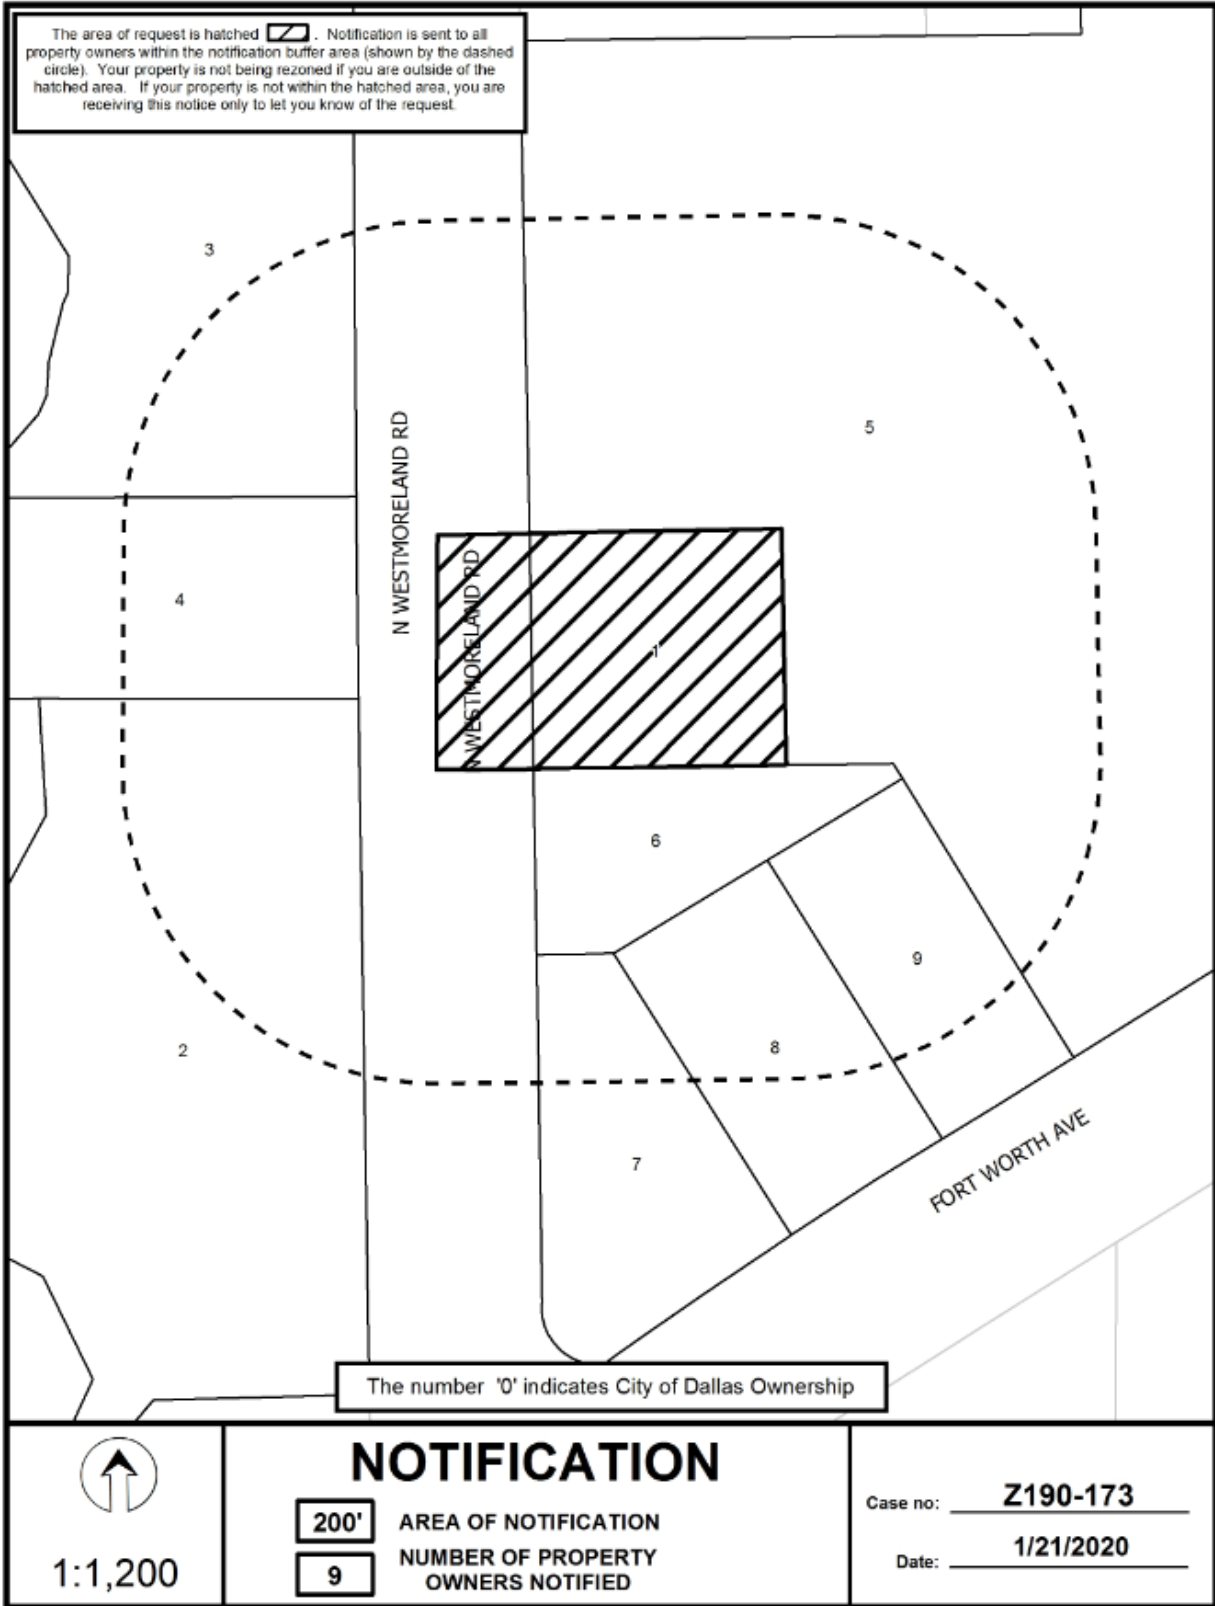 The area of request is hatched . Notification is sent to all
property owners within the notification buffer area (shown by the dashed
circle). Your property is not being rezoned if you are outside of the
hatched area. If your property is not within the hatched area, you are
receiving this notice only to let you know of the request.
3
5
N WESTMORELAND RD
N WESTMORELAND RD
4
1
6
9
2
8
7
FORT WORTH AVE
The number '0' indicates City of Dallas Ownership
1:1,200
NOTIFICATION
200' AREA OF NOTIFICATION
9 NUMBER OF PROPERTY
OWNERS NOTIFIED
Case no: Z190-173
Date: 1/21/2020